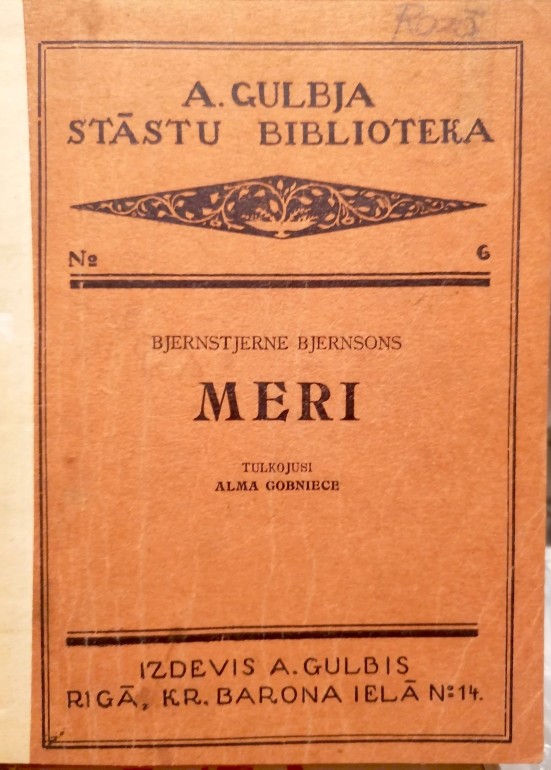 A. GULBJA
STĀSTU BIBLIOTEKA
№ 6
BJERNSTJERNE BJERNSONS
MERI
TULKOJUSI
ALMA GOBNIECE
IZDEVIS A. GULBIS
RIGĀ, KR. BARONA IELĀ № 14.